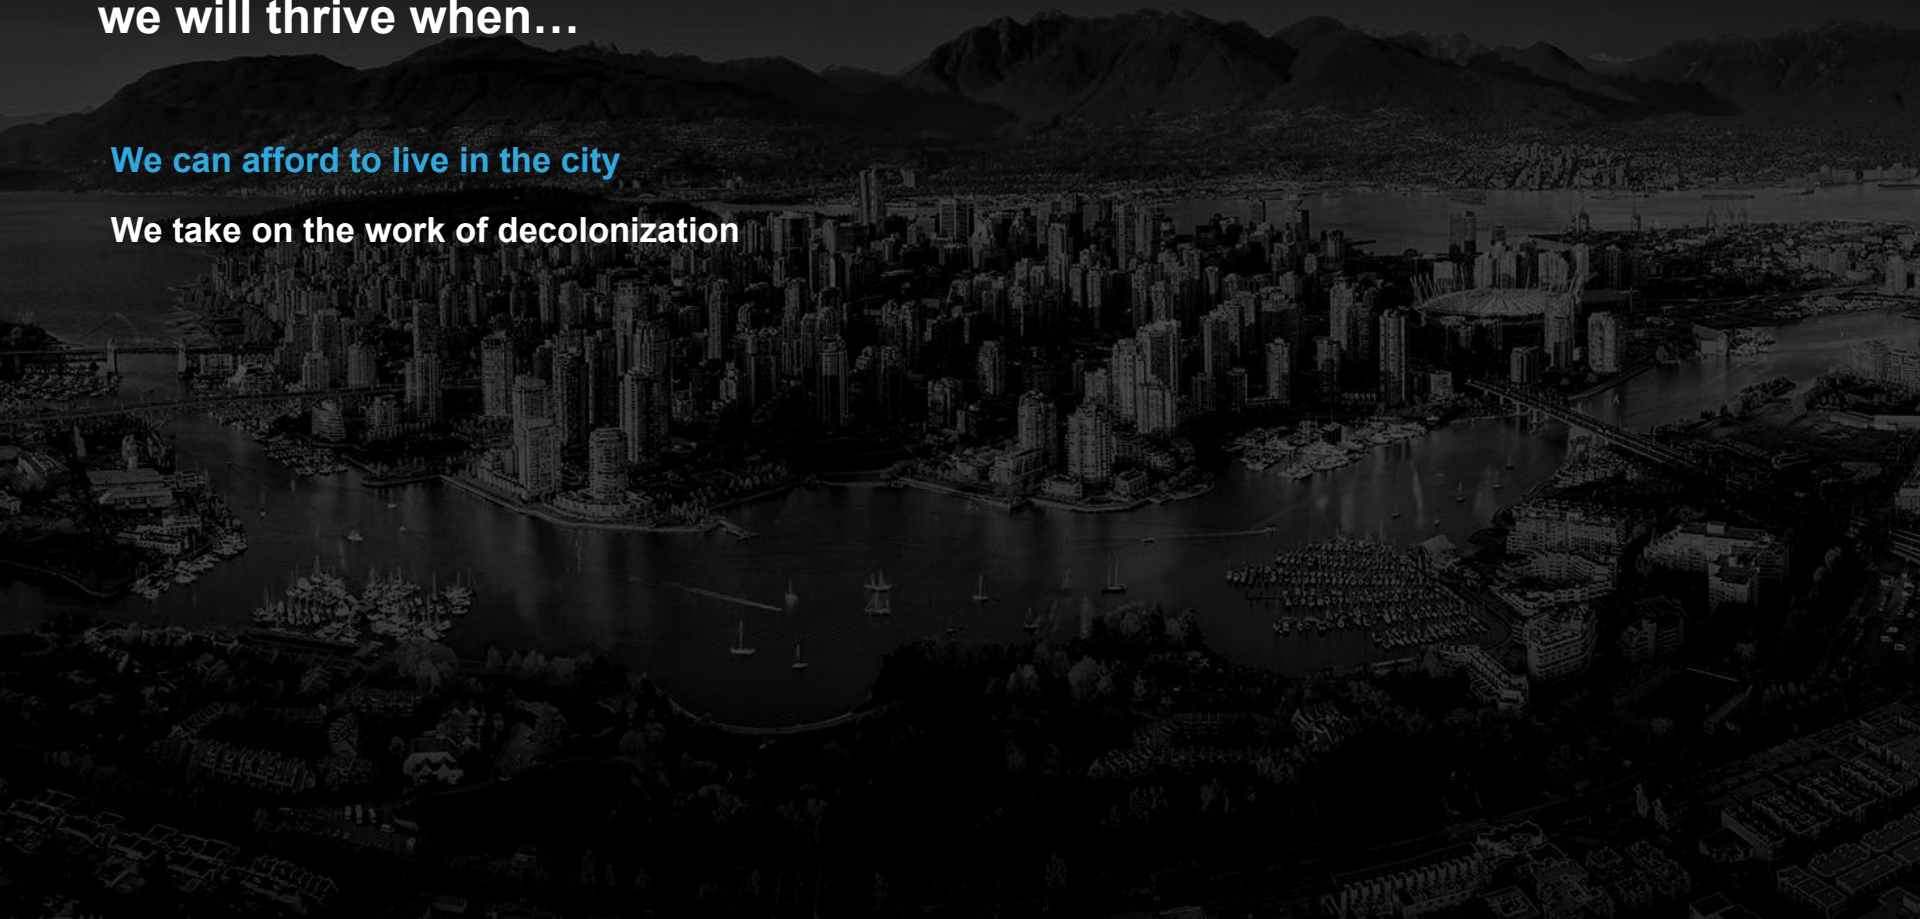 we will thrive when…
We can afford to live in the city
We take on the work of decolonization